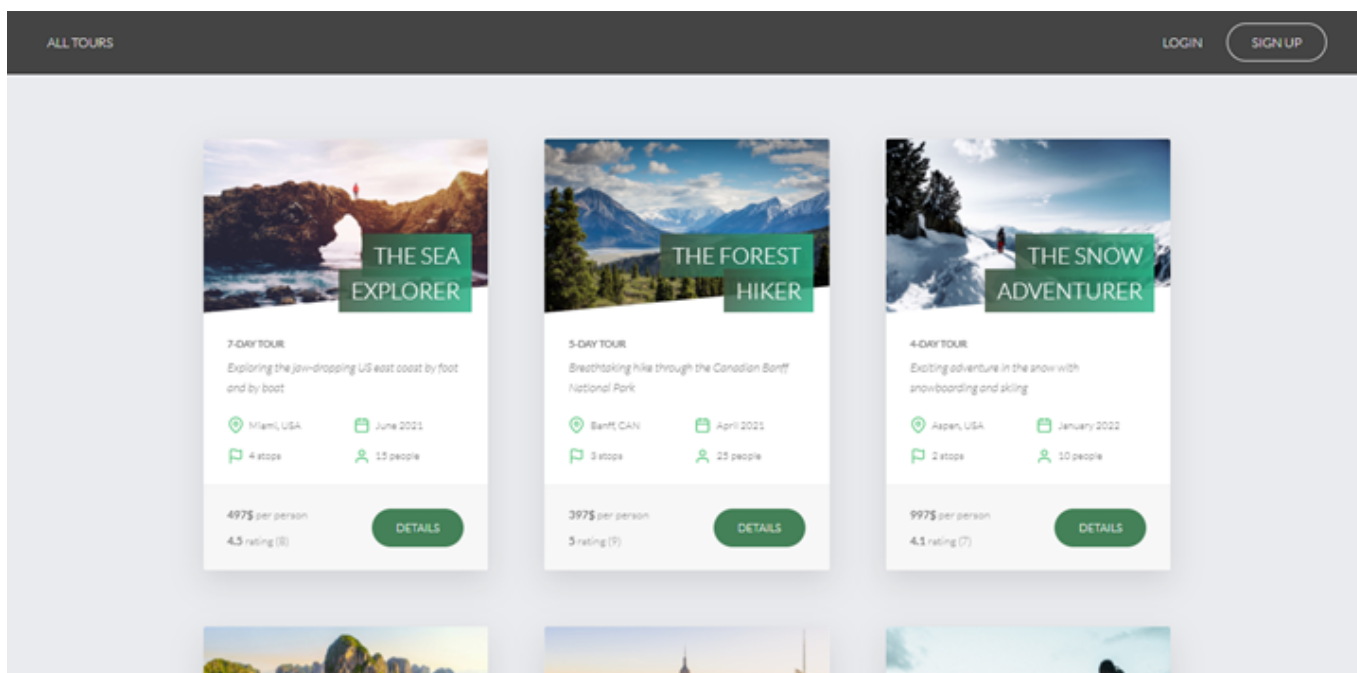 ALL TOURS
LOGIN
SIGN UP
THE SEA
EXPLORER
7-DAY TOUR
Exploring the jaw-dropping US east coast by foot
and by boat
Miami, USA
June 2021
4 stops
15 people
497$ per person
4.5 rating (8)
DETAILS
THE FOREST
HIKER
5-DAY TOUR
Breathtaking hike through the Canadian Banff
National Park
Banff, CAN
April 2021
3 stops
25 people
397$ per person
5 rating (9)
DETAILS
THE SNOW
ADVENTURER
4-DAY TOUR
Exciting adventure in the snow with
snowboarding and skiing
Aspen, USA
January 2022
2 stops
10 people
997$ per person
4.1 rating (7)
DETAILS